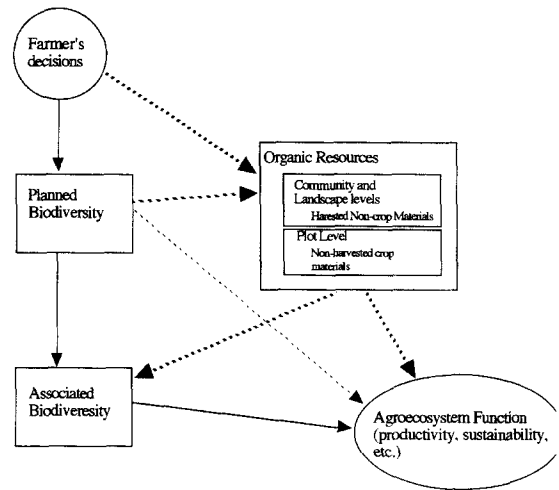 Farmer's
decisions
Organic Resources
Community and
Landscape levels
Harested Non-crop Materials
Plot Level
Non-harvested crop
materials
Planned
Biodiversity
Associated
Biodiveresity
Agroecosystem Function
(productivity, sustainability,
etc.)